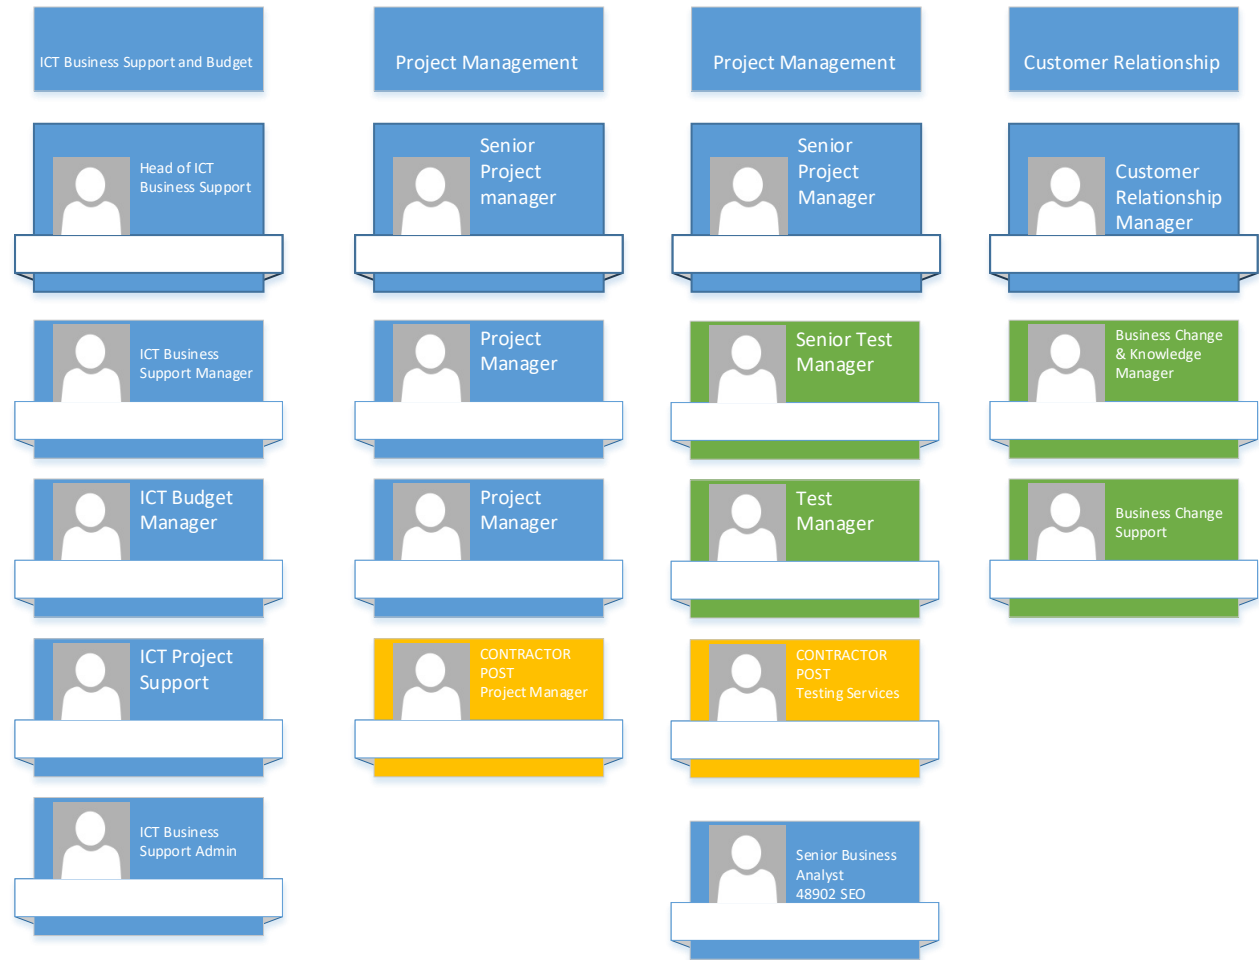 ICT Business Support and Budget
Head of ICT
Business Support
ICT Business
Support Manager
ICT Budget
Manager
ICT Project
Support
ICT Business
Support Admin
Project Management
Senior
Project
manager
Project
Manager
Project
Manager
CONTRACTOR
POST
Project Manager
Project Management
Senior
Project
Manager
Senior Test
Manager
Test
Manager
CONTRACTOR
POST
Testing Services
Senior Business
Analyst
48902 SEO
Customer Relationship
Customer
Relationship
Manager
Business Change
& Knowledge
Manager
Business Change
Support